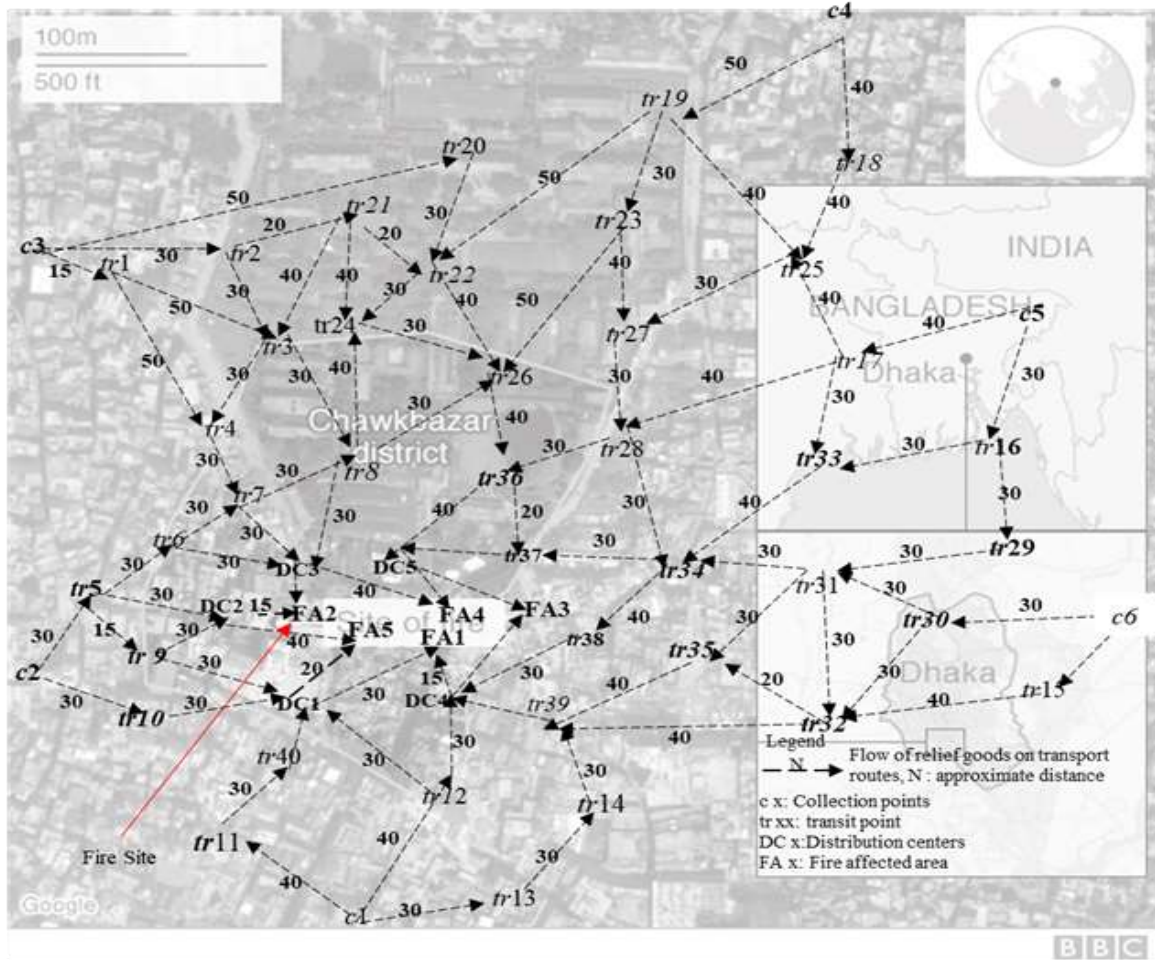 c4
100m
500 ft
50
40
tr19
tr20
tr18
50
30
50
40
40
tr21
20
20
30
tr23
c3
30
tr2
tr22
tr25
INDIA
15
tr1
30
40
40
30
40
50
40
30
40
BANGLADESH
c5
50
tr24
30
tr27
40
tr3
tr17
Dhaka
50
30
30
40
tr26
30
40
30
30
tr4
30
Chawkbazar
district
40
tr28
30
30
30
tr8
30
tr33
30
tr16
tr7
tr36
30
40
20
30
40
30
tr6
30
30
DC3
DC5
tr37
30
tr34
30
30
tr29
tr5
30
30
40
tr31
30
DC2
15
FA2
Site of fire
FA4
FA3
40
tr30
30
c6
15
FA5
FA1
tr38
30
30
tr 9
30
40
tr35
30
Dhaka
c2
30
20
15
30
20
tr15
30
tr10
30
DC1
30
DC4
tr39
40
40
tr32
40
Legend
N
Flow of relief goods on transport
routes, N : approximate distance
c x: Collection points
tr xx: transit point
DC x:Distribution centers
FA x: Fire affected area
tr40
30
30
30
tr12
tr14
30
tr11
40
30
Fire Site
40
c1
30
tr13
Google
BBC